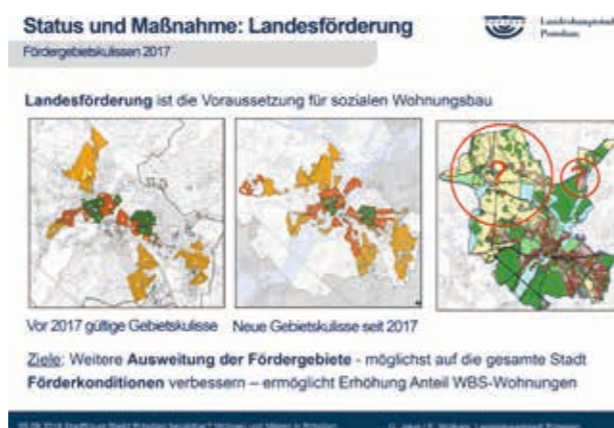 Status und Maßnahme: Landesförderung
Fördergebietskulissen 2017
Landeshauptstadt
Potsdam
Landesförderung ist die Voraussetzung für sozialen Wohnungsbau
? ?
Vor 2017 gültige Gebietskulisse Neue Gebietskulisse seit 2017
Ziele: Weitere Ausweitung der Fördergebiete - möglichst auf die gesamte Stadt
Förderkonditionen verbessern – ermöglicht Erhöhung Anteil WBS-Wohnungen